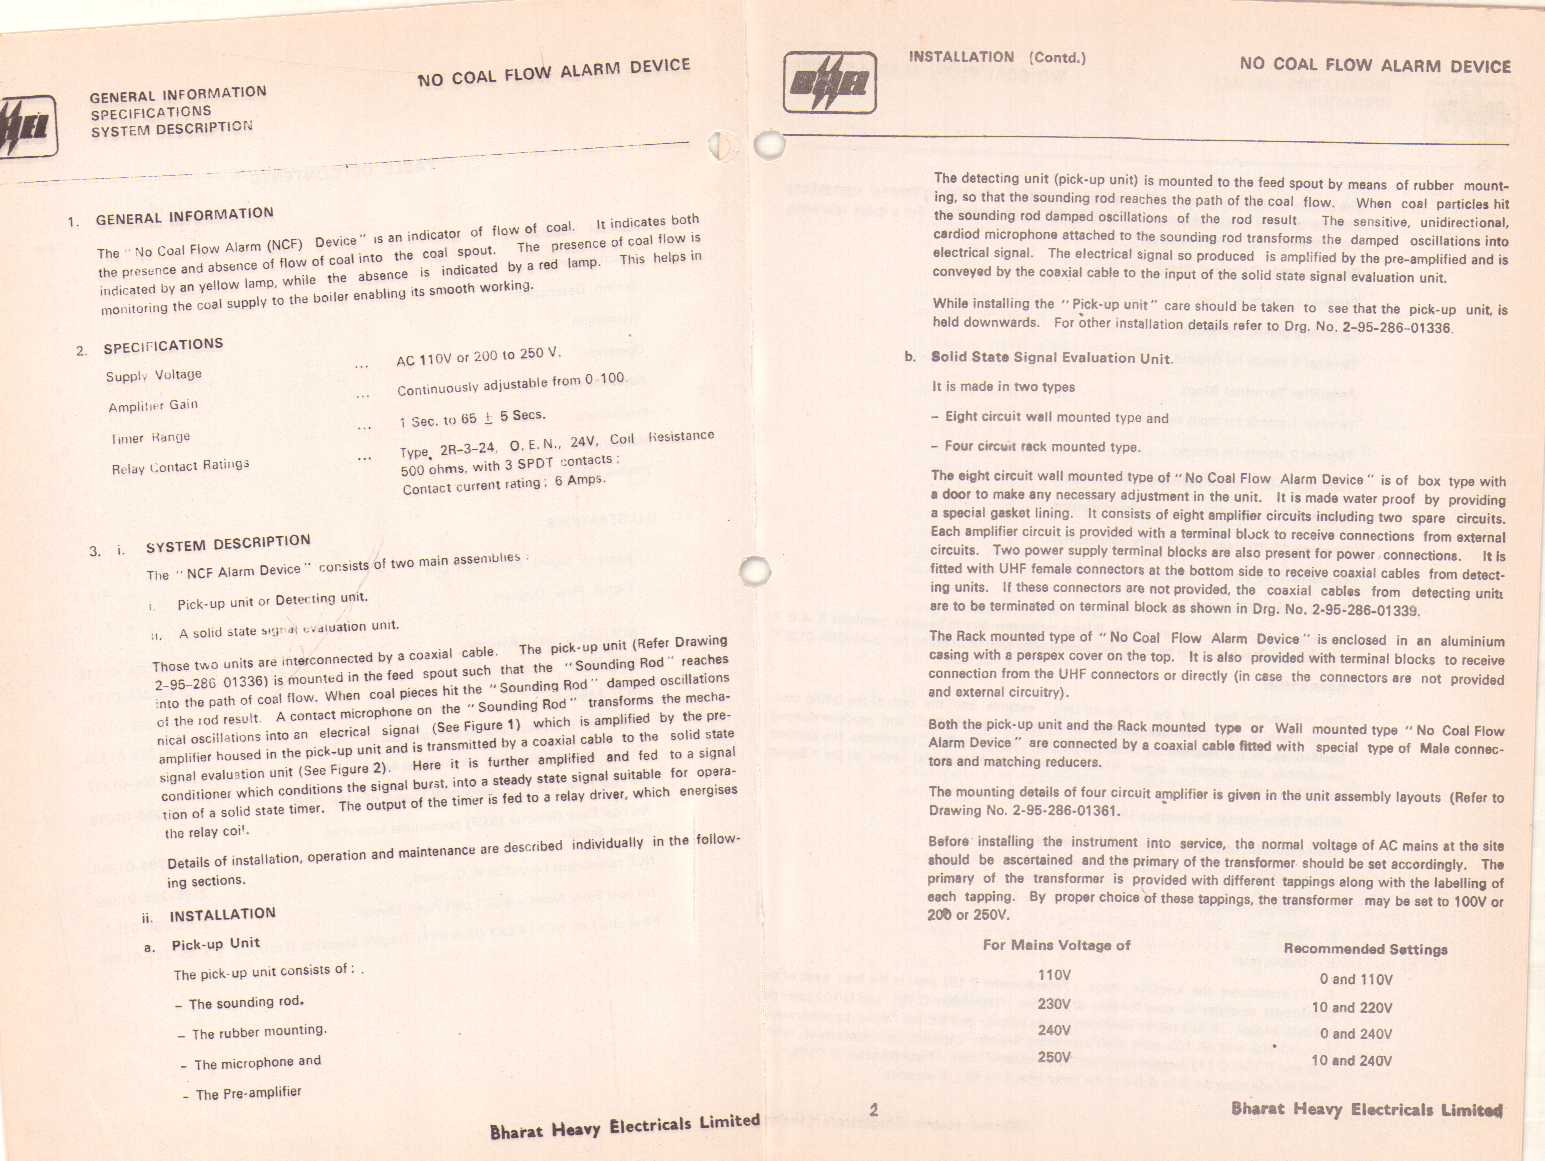 BHEL
GENERAL INFORMATION
SPECIFICATIONS
SYSTEM DESCRIPTION
NO COAL FLOW ALARM DEVICE
1. GENERAL INFORMATION
The "No Coal Flow Alarm (NCF) Device" is an indicator of flow of coal. It indicates both
the presence and absence of flow of coal into the coal spout. The presence of coal flow is
indicated by an yellow lamp, while the absence is indicated by a red lamp. This helps in
monitoring the coal supply to the boiler enabling its smooth working.
2. SPECIFICATIONS
Supply Voltage ... AC 110V or 200 to 250 V.
Amplifier Gain ... Continuously adjustable from 0-100.
Timer Range ... 1 Sec. to 65 ± 5 Secs.
Relay Contact Ratings ... Type, 2R-3-24, O.E.N., 24V, Coil Resistance
500 ohms, with 3 SPDT contacts;
Contact current rating; 6 Amps.
3. i. SYSTEM DESCRIPTION
The "NCF Alarm Device" consists of two main assemblies :
i. Pick-up unit or Detecting unit.
ii. A solid state signal evaluation unit.
Those two units are interconnected by a coaxial cable. The pick-up unit (Refer Drawing
2-95-286 01336) is mounted in the feed spout such that the "Sounding Rod" reaches
into the path of coal flow. When coal pieces hit the "Sounding Rod" damped oscillations
of the rod result. A contact microphone on the "Sounding Rod" transforms the mecha-
nical oscillations into an elecrical signal (See Figure 1) which is amplified by the pre-
amplifier housed in the pick-up unit and is transmitted by a coaxial cable to the solid state
signal evaluation unit (See Figure 2). Here it is further amplified and fed to a signal
conditioner which conditions the signal burst, into a steady state signal suitable for opera-
tion of a solid state timer. The output of the timer is fed to a relay driver, which energises
the relay coil.
Details of installation, operation and maintenance are described individually in the follow-
ing sections.
ii. INSTALLATION
a. Pick-up Unit
The pick-up unit consists of : .
– The sounding rod.
– The rubber mounting.
– The microphone and
– The Pre-amplifier
Bharat Heavy Electricals Limited
BHEL
INSTALLATION (Contd.)
NO COAL FLOW ALARM DEVICE
The detecting unit (pick-up unit) is mounted to the feed spout by means of rubber mount-
ing, so that the sounding rod reaches the path of the coal flow. When coal particles hit
the sounding rod damped oscillations of the rod result. The sensitive, unidirectional,
cardiod microphone attached to the sounding rod transforms the damped oscillations into
electrical signal. The electrical signal so produced is amplified by the pre-amplified and is
conveyed by the coaxial cable to the input of the solid state signal evaluation unit.
While installing the "Pick-up unit" care should be taken to see that the pick-up unit, is
held downwards. For other installation details refer to Drg. No. 2-95-286-01336.
b. Solid State Signal Evaluation Unit.
It is made in two types
– Eight circuit wall mounted type and
– Four circuit rack mounted type.
The eight circuit wall mounted type of "No Coal Flow Alarm Device" is of box type with
a door to make any necessary adjustment in the unit. It is made water proof by providing
a special gasket lining. It consists of eight amplifier circuits including two spare circuits.
Each amplifier circuit is provided with a terminal block to receive connections from external
circuits. Two power supply terminal blocks are also present for power connections. It is
fitted with UHF female connectors at the bottom side to receive coaxial cables from detect-
ing units. If these connectors are not provided, the coaxial cables from detecting units
are to be terminated on terminal block as shown in Drg. No. 2-95-286-01339.
The Rack mounted type of "No Coal Flow Alarm Device" is enclosed in an aluminium
casing with a perspex cover on the top. It is also provided with terminal blocks to receive
connection from the UHF connectors or directly (in case the connectors are not provided
and external circuitry).
Both the pick-up unit and the Rack mounted type or Wall mounted type "No Coal Flow
Alarm Device" are connected by a coaxial cable fitted with special type of Male connec-
tors and matching reducers.
The mounting details of four circuit amplifier is given in the unit assembly layouts (Refer to
Drawing No. 2-95-286-01361.
Before installing the instrument into service, the normal voltage of AC mains at the site
should be ascertained and the primary of the transformer should be set accordingly. The
primary of the transformer is provided with different tappings along with the labelling of
each tapping. By proper choice of these tappings, the transformer may be set to 100V or
200 or 250V.
For Mains Voltage of Recommended Settings
110V 0 and 110V
230V 10 and 220V
240V 0 and 240V
250V 10 and 240V
2
Bharat Heavy Electricals Limited